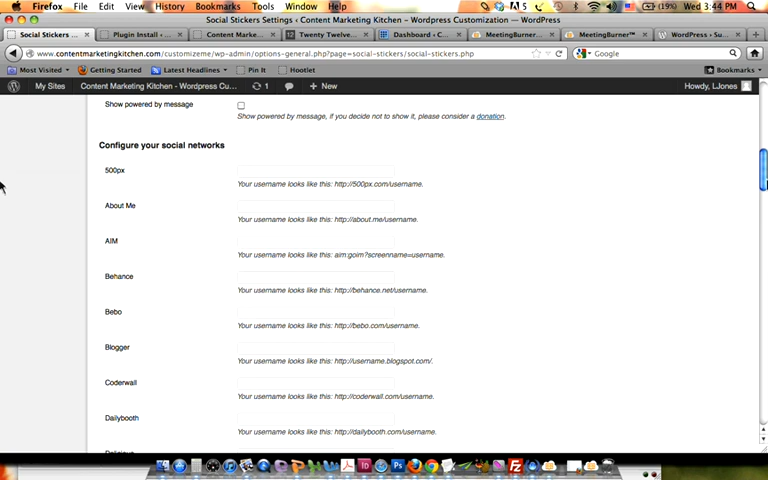 Firefox File Edit View History Bookmarks Tools Window Help 5 (19%) Wed 3:44 PM
Social Stickers Settings ‹ Content Marketing Kitchen – Wordpress Customization — WordPress
Social Stickers ... Plugin Install ‹ ... Content Marke... Twenty Twelve... Dashboard ‹ C... MeetingBurner... MeetingBurner™ WordPress › Su...
www.contentmarketingkitchen.com/customizeme/wp-admin/options-general.php?page=social-stickers/social-stickers.php Google
Most Visited Getting Started Latest Headlines Pin It Hootlet Bookmarks
My Sites Content Marketing Kitchen - Wordpress Cu... 1 + New Howdy, LJones
Show powered by message
Show powered by message, if you decide not to show it, please consider a donation.
Configure your social networks
500px
Your username looks like this: http://500px.com/username.
About Me
Your username looks like this: http://about.me/username.
AIM
Your username looks like this: aim:goim?screenname=username.
Behance
Your username looks like this: http://behance.net/username.
Bebo
Your username looks like this: http://bebo.com/username.
Blogger
Your username looks like this: http://username.blogspot.com/.
Coderwall
Your username looks like this: http://coderwall.com/username.
Dailybooth
Your username looks like this: http://dailybooth.com/username.